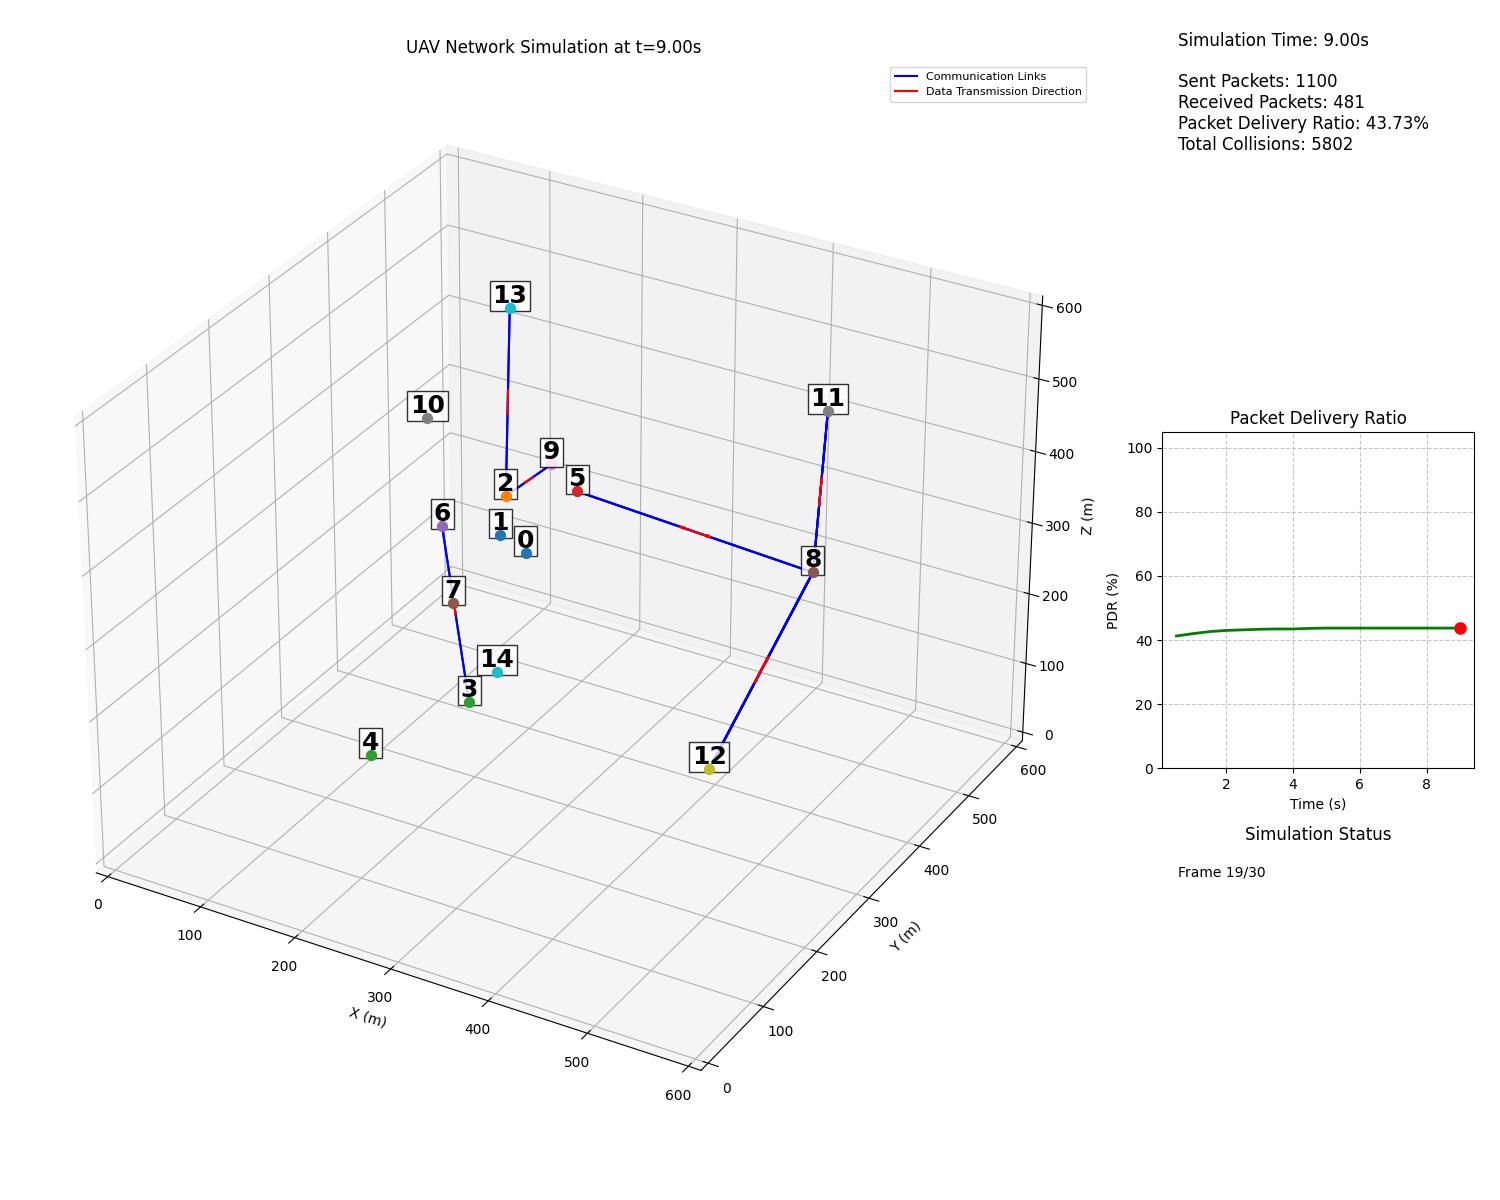 UAV Network Simulation at t=9.00s
Communication Links
Data Transmission Direction
Simulation Time: 9.00s
Sent Packets: 1100
Received Packets: 481
Packet Delivery Ratio: 43.73%
Total Collisions: 5802
13
10
11
9
5
2
6
1
0
8
7
14
3
4
12
600
500
400
300
200
100
0
Z (m)
0
100
200
300
400
500
600
X (m)
0
100
200
300
400
500
600
Y (m)
Packet Delivery Ratio
100
80
60
40
20
0
PDR (%)
2
4
6
8
Time (s)
Simulation Status
Frame 19/30